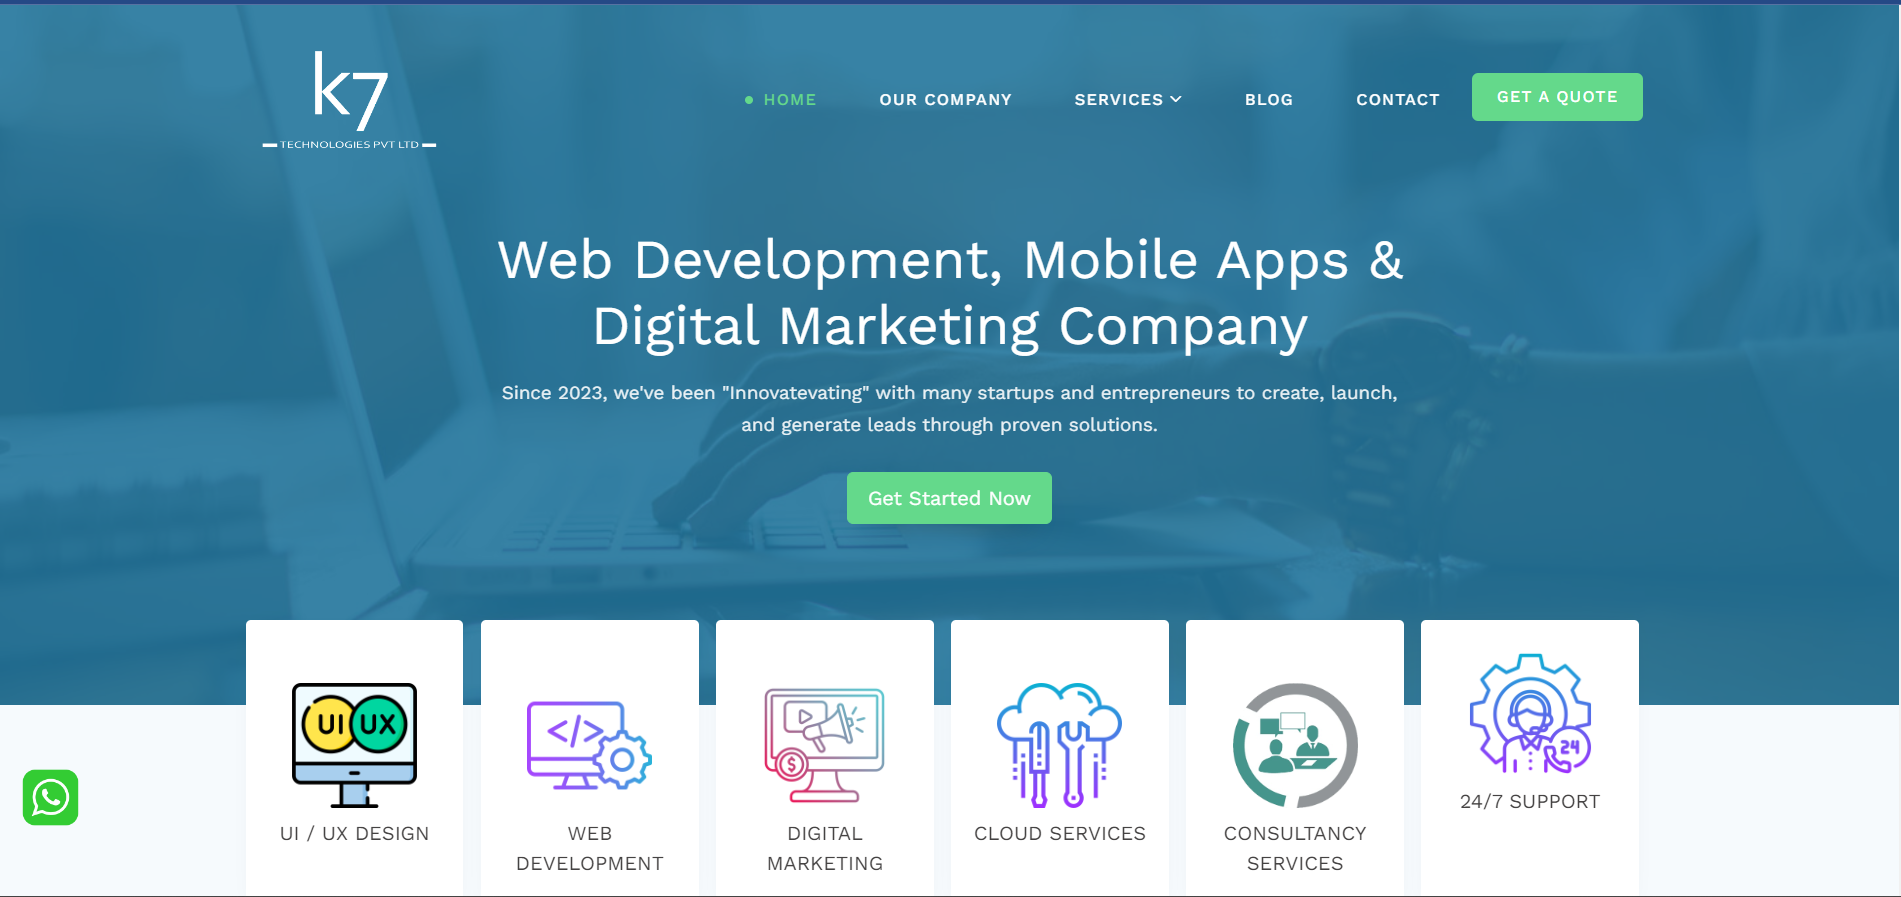 k7
TECHNOLOGIES PVT LTD
HOME
OUR COMPANY
SERVICES
BLOG
CONTACT
GET A QUOTE
Web Development, Mobile Apps &
Digital Marketing Company
Since 2023, we've been "Innovatevating" with many startups and entrepreneurs to create, launch,
and generate leads through proven solutions.
Get Started Now
UI UX
UI / UX DESIGN
</>
WEB
DEVELOPMENT
$
DIGITAL
MARKETING
CLOUD SERVICES
CONSULTANCY
SERVICES
24
24/7 SUPPORT